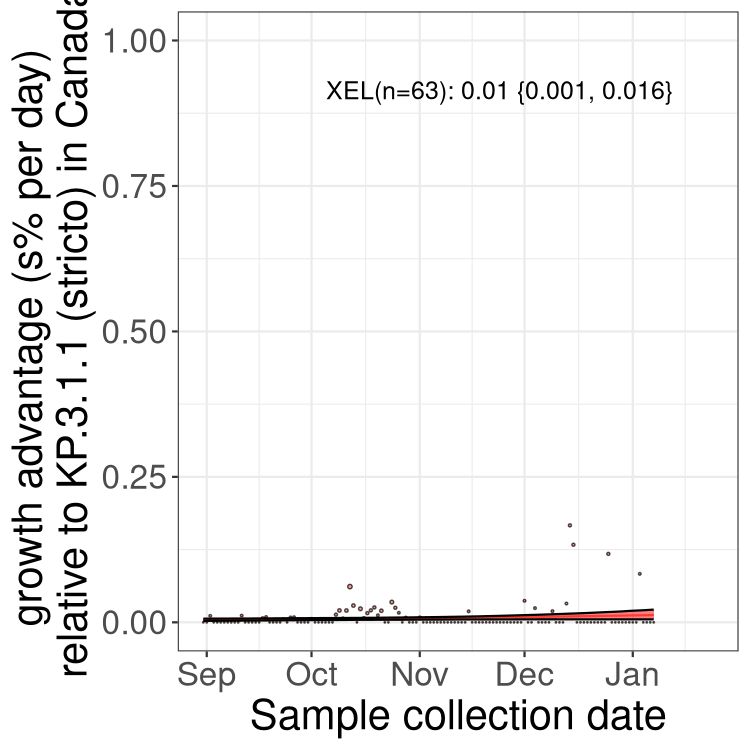 growth advantage (s% per day)
relative to KP.3.1.1 (stricto) in Canada
1.00
0.75
0.50
0.25
0.00
XEL(n=63): 0.01 {0.001, 0.016}
Sep Oct Nov Dec Jan
Sample collection date